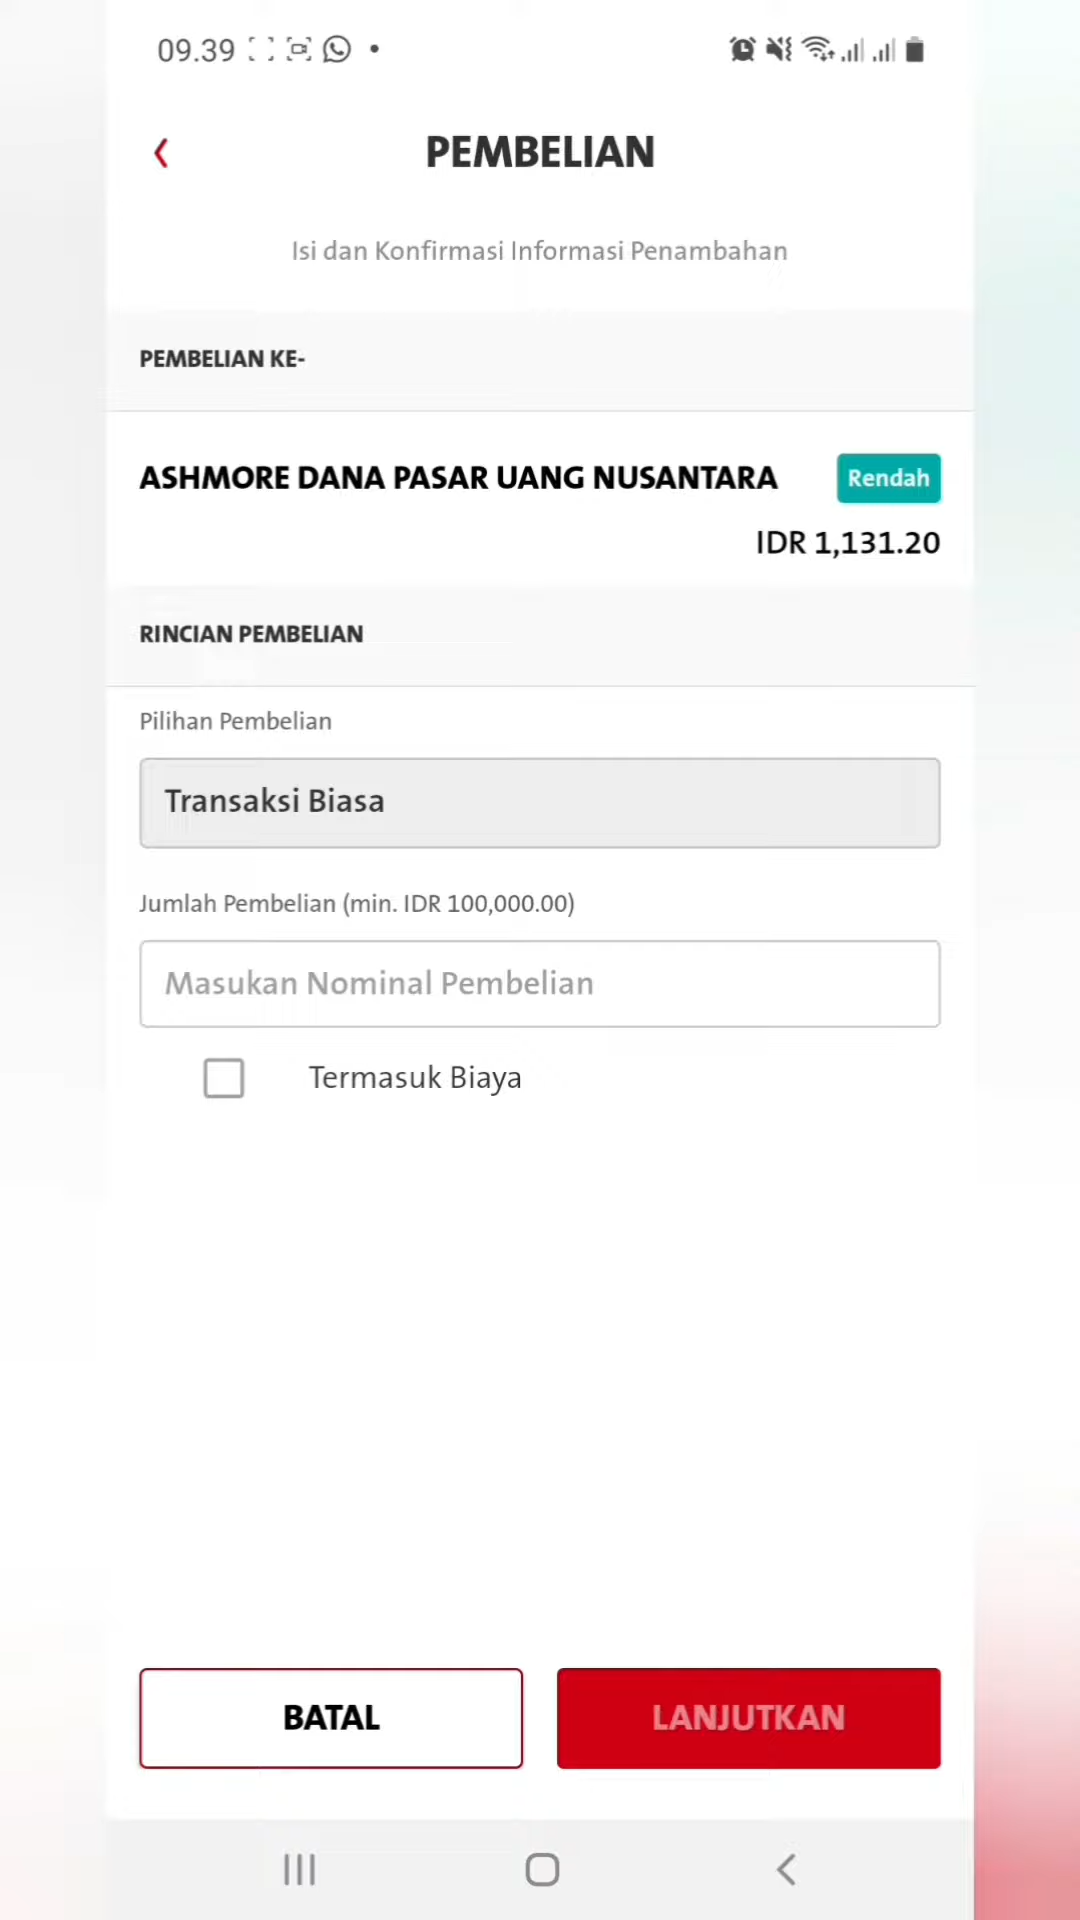 09.39
PEMBELIAN
Isi dan Konfirmasi Informasi Penambahan
PEMBELIAN KE-
ASHMORE DANA PASAR UANG NUSANTARA
Rendah
IDR 1,131.20
RINCIAN PEMBELIAN
Pilihan Pembelian
Transaksi Biasa
Jumlah Pembelian (min. IDR 100,000.00)
Masukan Nominal Pembelian
Termasuk Biaya
BATAL
LANJUTKAN